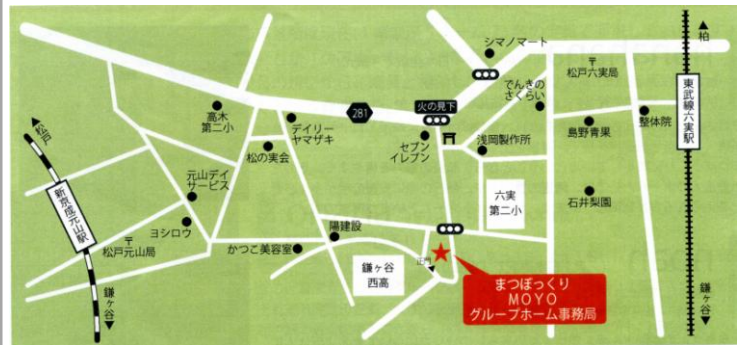 ▲柏
シマノマート
〒
松戸六実局
でんきの
さくらい
東武線六実駅
火の見下
281
高木
第二小
デイリー
ヤマザキ
セブン
イレブン
浅岡製作所
島野青果
整体院
▲松戸
松の実会
元山デイ
サービス
六実
第二小
石井梨園
新京成元山駅
ヨシロウ
〒
松戸元山局
陽建設
かつこ美容室
鎌ヶ谷
西高
正門
まつぼっくり
MOYO
グループホーム事務局
鎌ヶ谷▼
鎌ヶ谷▼